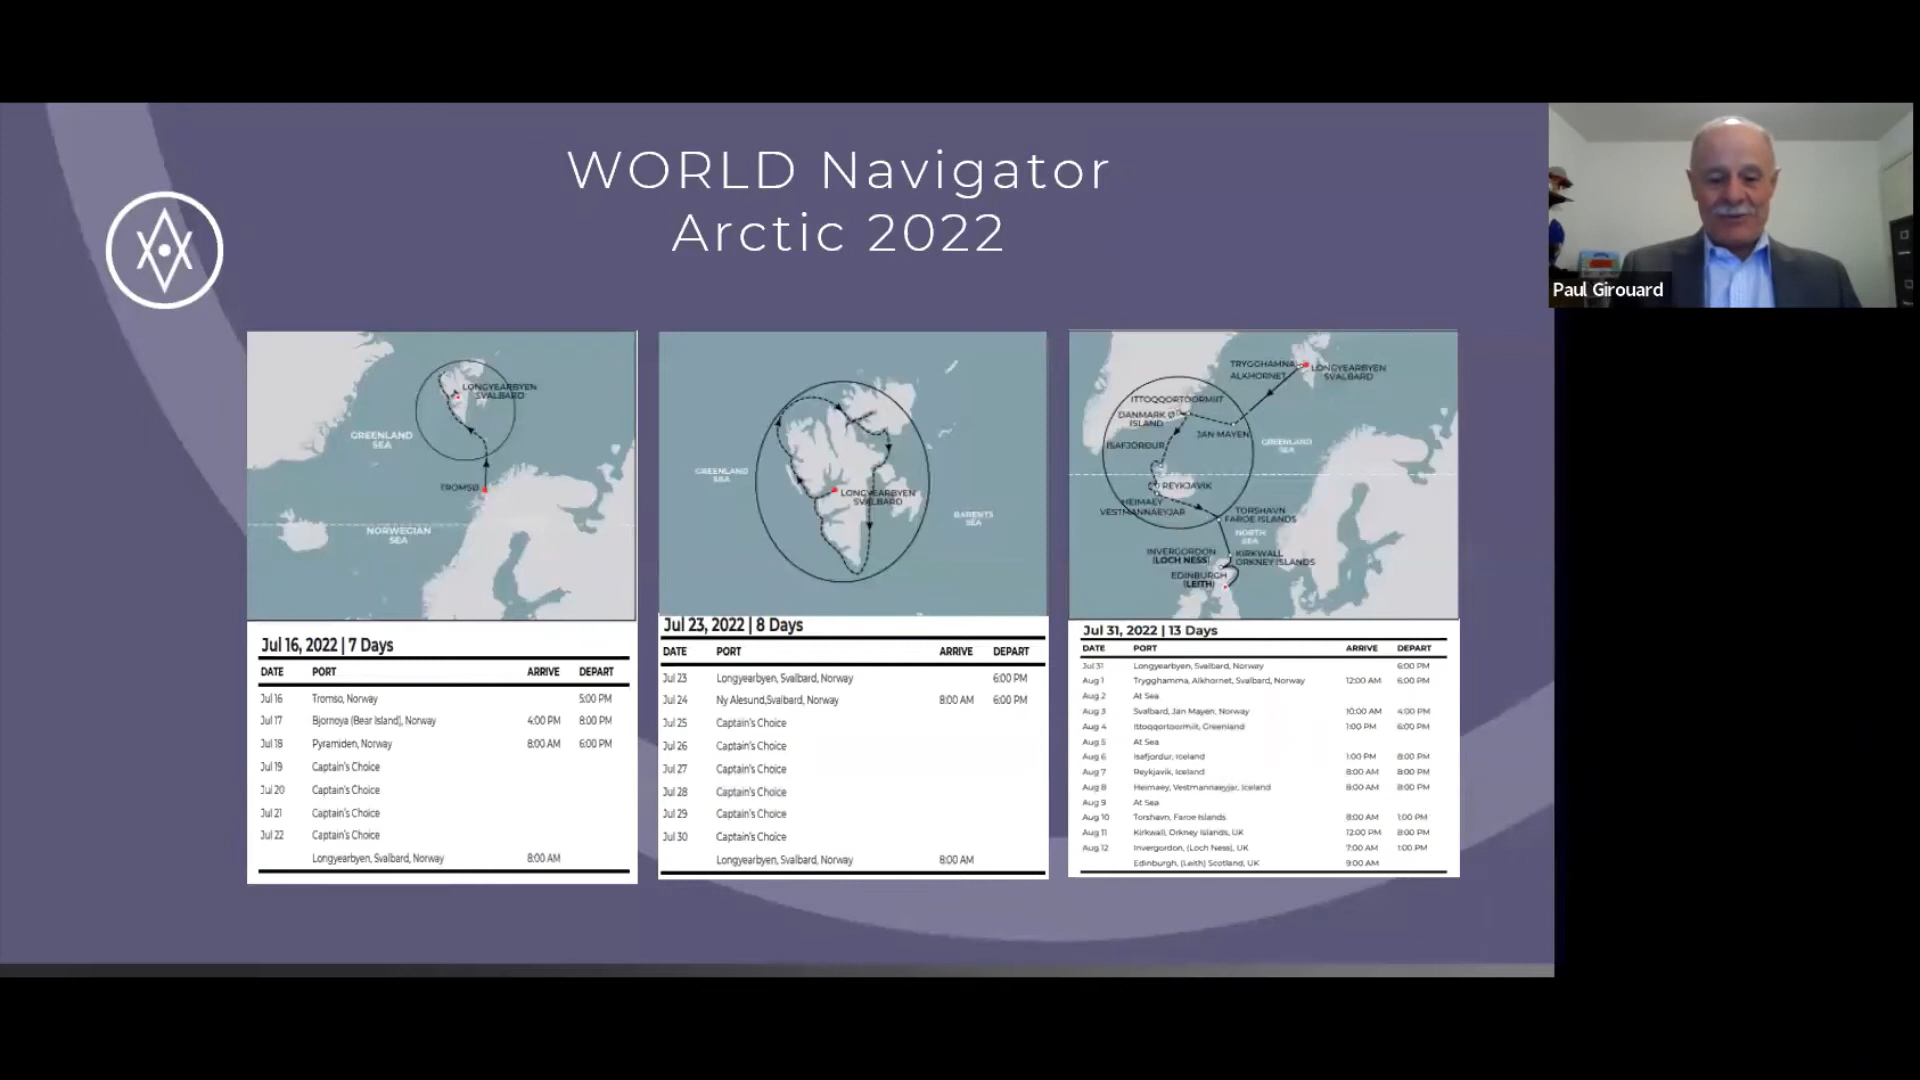 WORLD Navigator
Arctic 2022
Paul Girouard
LONGYEARBYEN
SVALBARD
GREENLAND
SEA
TROMSØ
NORWEGIAN
SEA
Jul 16, 2022 | 7 Days
DATE PORT ARRIVE DEPART
Jul 16 Tromso, Norway 5:00 PM
Jul 17 Bjornoya (Bear Island), Norway 4:00 PM 8:00 PM
Jul 18 Pyramiden, Norway 8:00 AM 6:00 PM
Jul 19 Captain's Choice
Jul 20 Captain's Choice
Jul 21 Captain's Choice
Jul 22 Captain's Choice
Longyearbyen, Svalbard, Norway 8:00 AM
GREENLAND
SEA
LONGYEARBYEN
SVALBARD
BARENTS
SEA
Jul 23, 2022 | 8 Days
DATE PORT ARRIVE DEPART
Jul 23 Longyearbyen, Svalbard, Norway 6:00 PM
Jul 24 Ny Alesund,Svalbard, Norway 8:00 AM 6:00 PM
Jul 25 Captain's Choice
Jul 26 Captain's Choice
Jul 27 Captain's Choice
Jul 28 Captain's Choice
Jul 29 Captain's Choice
Jul 30 Captain's Choice
Longyearbyen, Svalbard, Norway 8:00 AM
TRYGGHAMNA
ALKHORNET
LONGYEARBYEN
SVALBARD
ITTOQQORTOORMIIT
DANMARK Ø
ISLAND
JAN MAYEN
GREENLAND
SEA
ISAFJORDUR
REYKJAVIK
HEIMAEY
VESTMANNAEYJAR
TORSHAVN
FAROE ISLANDS
NORTH
SEA
INVERGORDON
(LOCH NESS)
KIRKWALL
ORKNEY ISLANDS
EDINBURGH
(LEITH)
Jul 31, 2022 | 13 Days
DATE PORT ARRIVE DEPART
Jul 31 Longyearbyen, Svalbard, Norway 6:00 PM
Aug 1 Trygghamma, Alkhornet, Svalbard, Norway 12:00 AM 6:00 PM
Aug 2 At Sea
Aug 3 Svalbard, Jan Mayen, Norway 10:00 AM 4:00 PM
Aug 4 Ittoqqortoormiit, Greenland 1:00 PM 6:00 PM
Aug 5 At Sea
Aug 6 Isafjordur, Iceland 1:00 PM 8:00 PM
Aug 7 Reykjavik, Iceland 8:00 AM 8:00 PM
Aug 8 Heimaey, Vestmannaeyjar, Iceland 8:00 AM 8:00 PM
Aug 9 At Sea
Aug 10 Torshavn, Faroe Islands 8:00 AM 1:00 PM
Aug 11 Kirkwall, Orkney Islands, UK 12:00 PM 8:00 PM
Aug 12 Invergordon, (Loch Ness), UK 7:00 AM 1:00 PM
Edinburgh, (Leith) Scotland, UK 9:00 AM